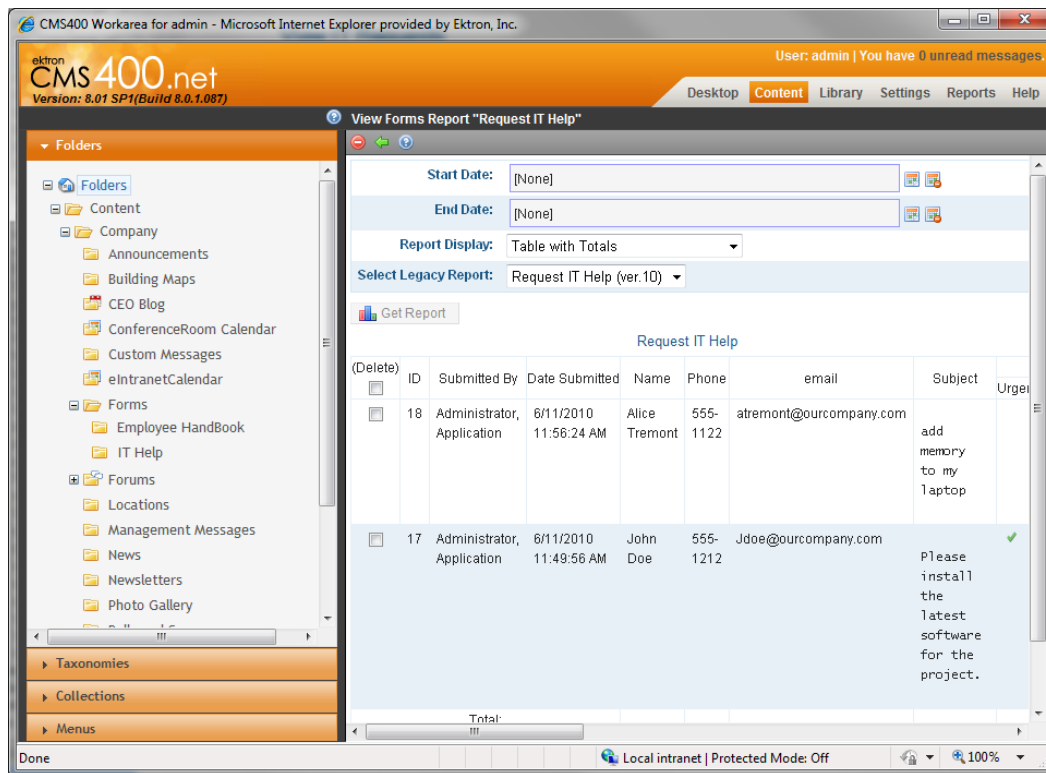 CMS400 Workarea for admin - Microsoft Internet Explorer provided by Ektron, Inc.
User: admin | You have 0 unread messages.
ektron
CMS400.net
Version: 8.01 SP1(Build 8.0.1.087)
Desktop Content Library Settings Reports Help
View Forms Report "Request IT Help"
Folders
Folders
Content
Company
Announcements
Building Maps
CEO Blog
ConferenceRoom Calendar
Custom Messages
eIntranetCalendar
Forms
Employee HandBook
IT Help
Forums
Locations
Management Messages
News
Newsletters
Photo Gallery
Taxonomies
Collections
Menus
Start Date: [None]
End Date: [None]
Report Display: Table with Totals
Select Legacy Report: Request IT Help (ver.10)
Get Report
Request IT Help
(Delete) ID Submitted By Date Submitted Name Phone email Subject
18 Administrator, 6/11/2010 Alice 555- atremont@ourcompany.com
Application 11:56:24 AM Tremont 1122
add
memory
to my
laptop
17 Administrator, 6/11/2010 John 555- Jdoe@ourcompany.com
Application 11:49:56 AM Doe 1212
Please
install
the
latest
software
for the
project.
Total:
Done
Local intranet | Protected Mode: Off
100%